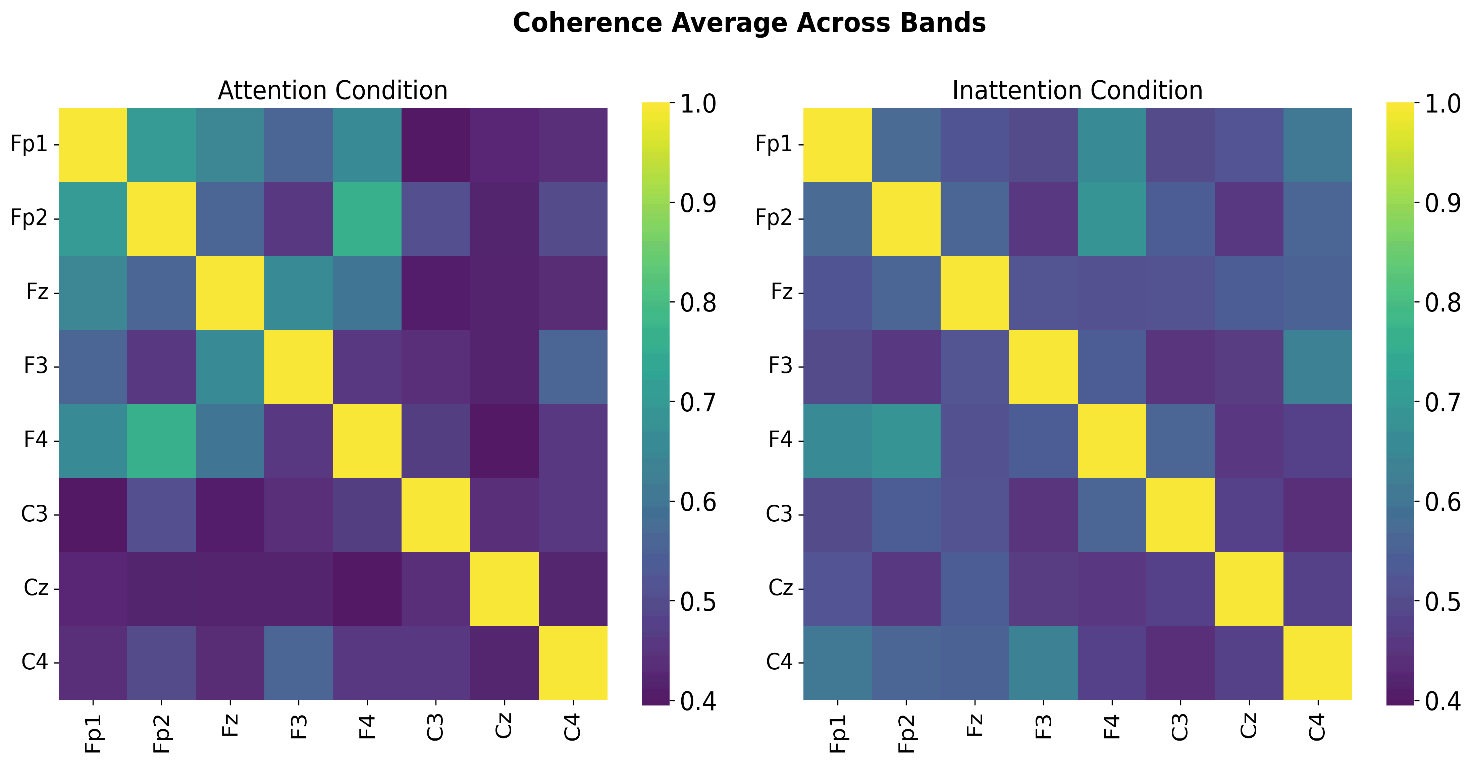 Coherence Average Across Bands
Attention Condition
Fp1
Fp2
Fz
F3
F4
C3
Cz
C4
Fp1 Fp2 Fz F3 F4 C3 Cz C4
1.0
0.9
0.8
0.7
0.6
0.5
0.4
Inattention Condition
Fp1
Fp2
Fz
F3
F4
C3
Cz
C4
Fp1 Fp2 Fz F3 F4 C3 Cz C4
1.0
0.9
0.8
0.7
0.6
0.5
0.4